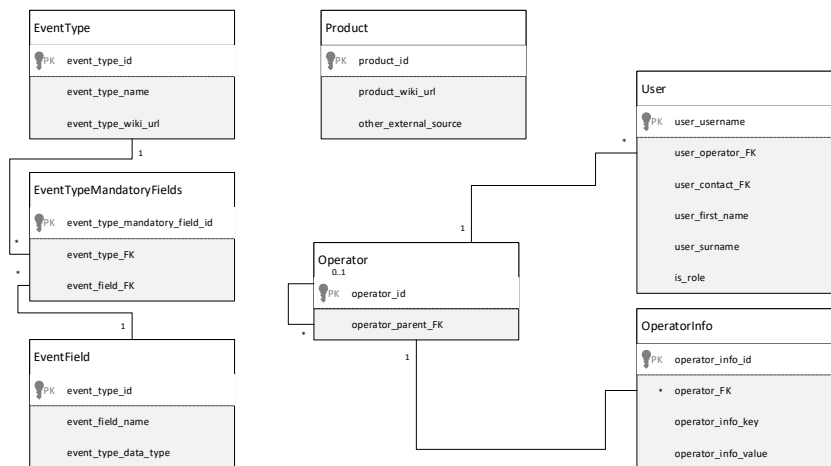 EventType
PK event_type_id
event_type_name
event_type_wiki_url
1
EventTypeMandatoryFields
PK event_type_mandatory_field_id
* event_type_FK
* event_field_FK
1
EventField
PK event_type_id
event_field_name
event_type_data_type
Product
PK product_id
product_wiki_url
other_external_source
1
Operator
0..1
PK operator_id
operator_parent_FK
*
1
User
PK user_username
* user_operator_FK
user_contact_FK
user_first_name
user_surname
is_role
OperatorInfo
PK operator_info_id
* operator_FK
operator_info_key
operator_info_value